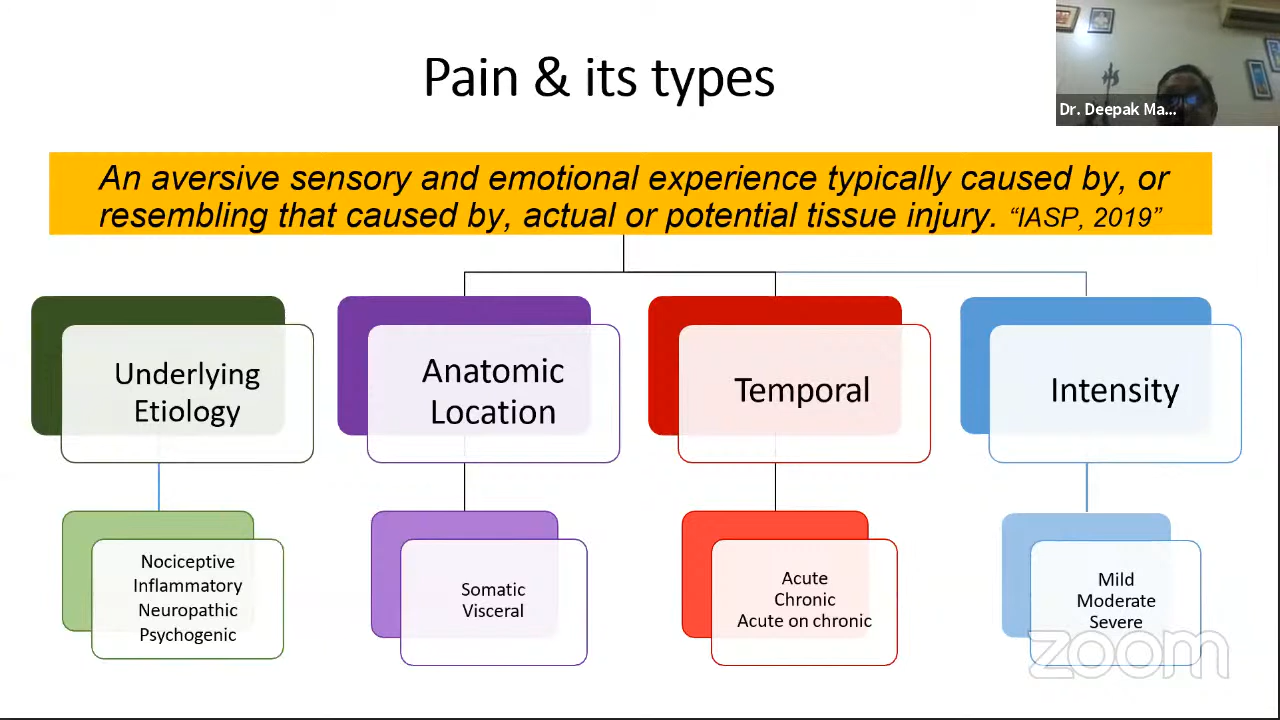 Pain & its types
Dr. Deepak Ma...
An aversive sensory and emotional experience typically caused by, or
resembling that caused by, actual or potential tissue injury. “IASP, 2019”
Underlying
Etiology
Anatomic
Location
Temporal
Intensity
Nociceptive
Inflammatory
Neuropathic
Psychogenic
Somatic
Visceral
Acute
Chronic
Acute on chronic
Mild
Moderate
Severe
zoom